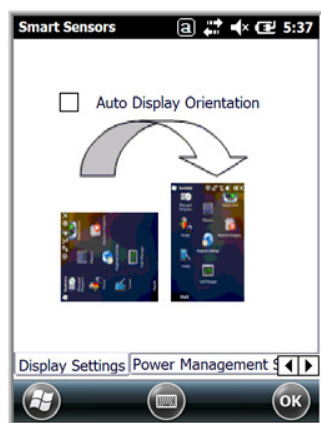 Smart Sensors a 5:37
Auto Display Orientation
Display Settings Power Management S
OK